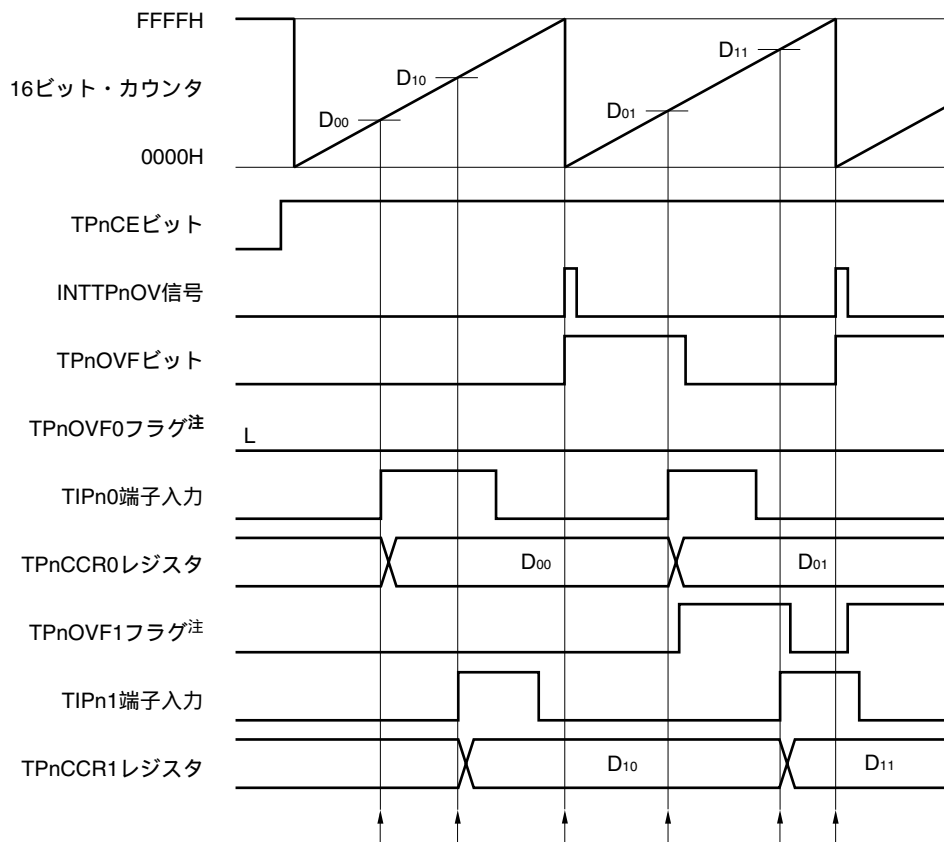 FFFFH
16ビット・カウンタ
0000H
D00
D10
D01
D11
TPnCEビット
INTTPnOV信号
TPnOVFビット
TPnOVF0フラグ注
L
TIPn0端子入力
TPnCCR0レジスタ
D00
D01
TPnOVF1フラグ注
TIPn1端子入力
TPnCCR1レジスタ
D10
D11